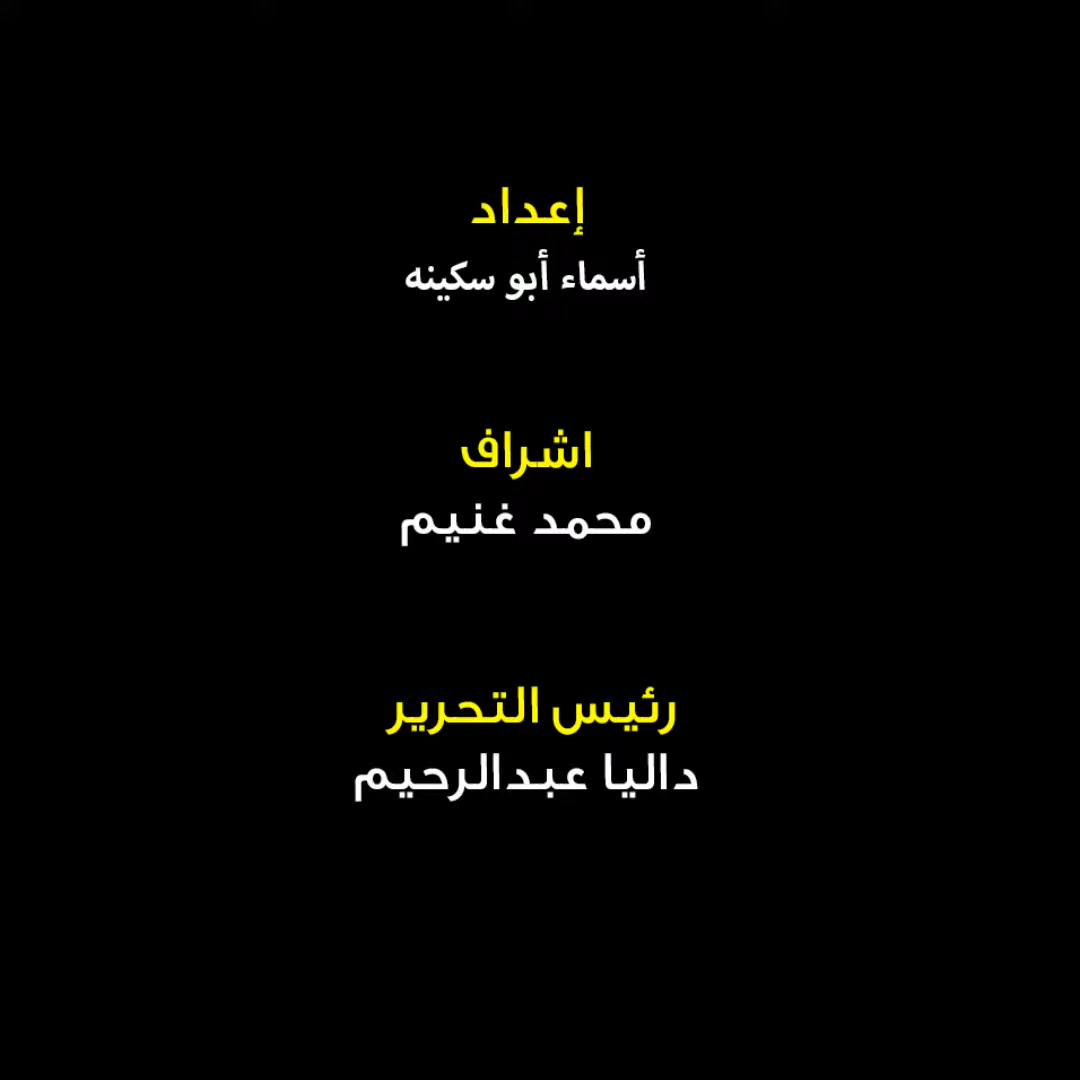 إعداد
أسماء أبو سكينه
اشراف
محمد غنيم
رئيس التحرير
داليا عبدالرحيم